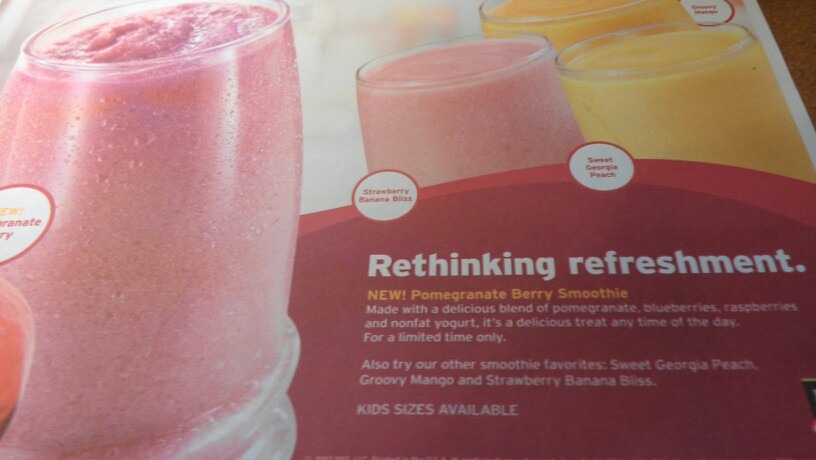 Groovy
Mango
Sweet
Georgia
Peach
Strawberry
Banana Bliss
Rethinking refreshment.
NEW! Pomegranate Berry Smoothie
Made with a delicious blend of pomegranate, blueberries, raspberries
and nonfat yogurt, it's a delicious treat any time of the day.
For a limited time only.
Also try our other smoothie favorites: Sweet Georgia Peach,
Groovy Mango and Strawberry Banana Bliss.
KIDS SIZES AVAILABLE